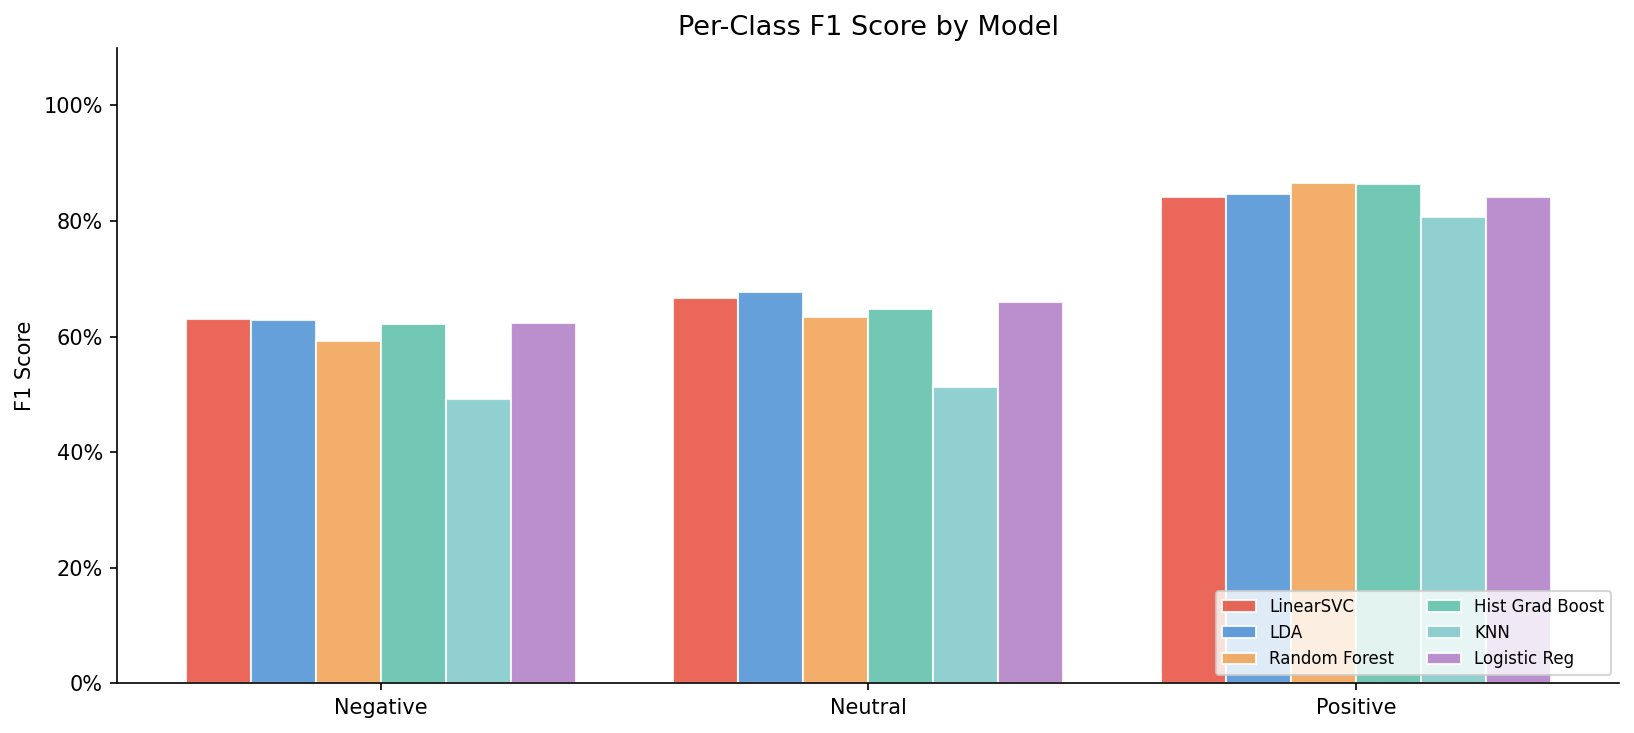 Per-Class F1 Score by Model
F1 Score
100%
80%
60%
40%
20%
0%
Negative
Neutral
Positive
LinearSVC
LDA
Random Forest
Hist Grad Boost
KNN
Logistic Reg